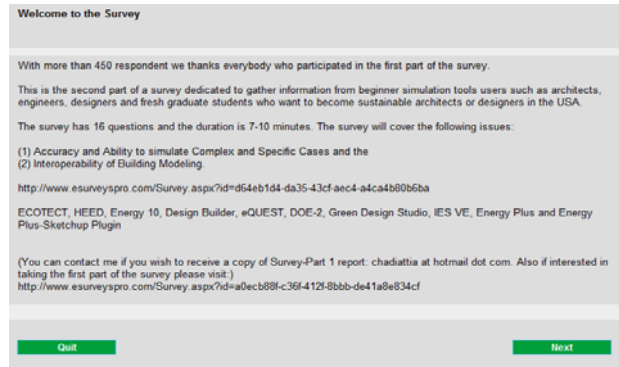 Welcome to the Survey
With more than 450 respondent we thanks everybody who participated in the first part of the survey.
This is the second part of a survey dedicated to gather information from beginner simulation tools users such as architects,
engineers, designers and fresh graduate students who want to become sustainable architects or designers in the USA.
The survey has 16 questions and the duration is 7-10 minutes. The survey will cover the following issues:
(1) Accuracy and Ability to simulate Complex and Specific Cases and the
(2) Interoperability of Building Modeling.
http://www.esurveyspro.com/Survey.aspx?id=d64eb1d4-da35-43cf-aec4-a4ca4b80b6ba
ECOTECT, HEED, Energy 10, Design Builder, eQUEST, DOE-2, Green Design Studio, IES VE, Energy Plus and Energy
Plus-Sketchup Plugin
(You can contact me if you wish to receive a copy of Survey-Part 1 report: chadiattia at hotmail dot com. Also if interested in
taking the first part of the survey please visit:)
http://www.esurveyspro.com/Survey.aspx?id=a0ecb88f-c36f-412f-8bbb-de41a8e834cf
Quit
Next